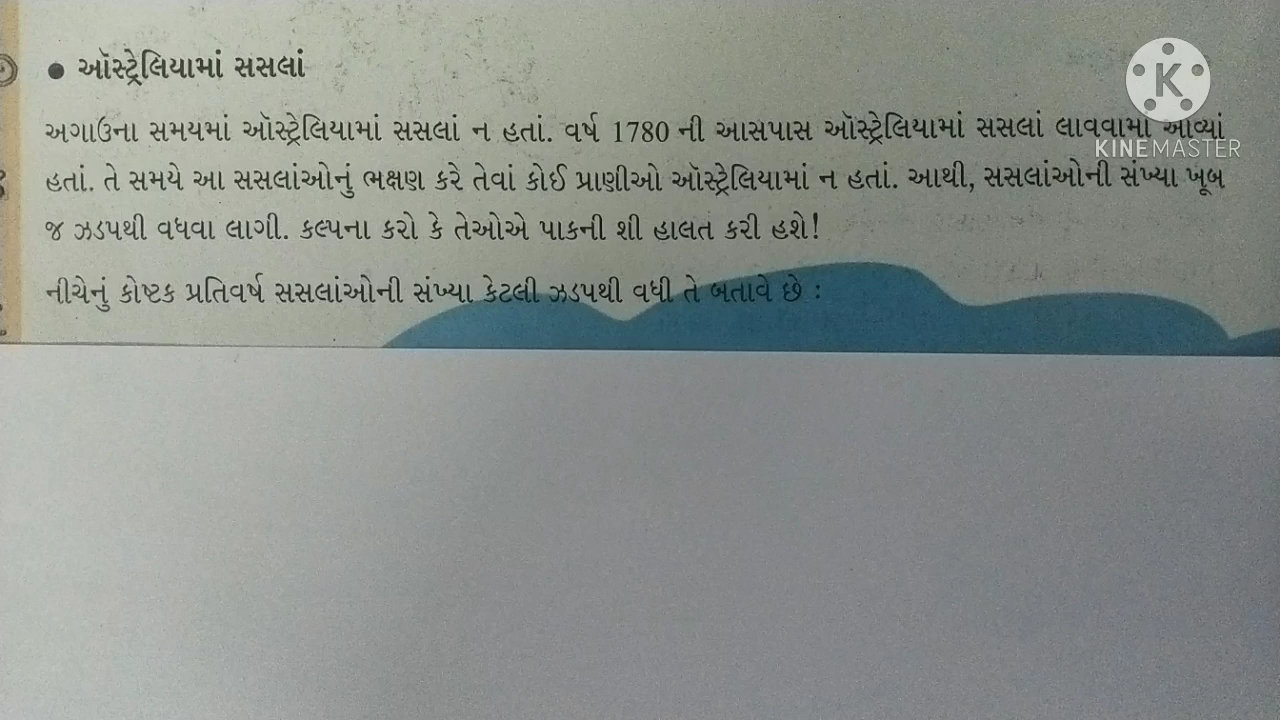 ● ઑસ્ટ્રેલિયામાં સસલાં
અગાઉના સમયમાં ઑસ્ટ્રેલિયામાં સસલાં ન હતાં. વર્ષ 1780 ની આસપાસ ઑસ્ટ્રેલિયામાં સસલાં લાવવામાં આવ્યાં
હતાં. તે સમયે આ સસલાંઓનું ભક્ષણ કરે તેવાં કોઈ પ્રાણીઓ ઑસ્ટ્રેલિયામાં ન હતાં. આથી, સસલાંઓની સંખ્યા ખૂબ
જ ઝડપથી વધવા લાગી. કલ્પના કરો કે તેઓએ પાકની શી હાલત કરી હશે!
નીચેનું કોષ્ટક પ્રતિવર્ષ સસલાંઓની સંખ્યા કેટલી ઝડપથી વધી તે બતાવે છે :
K
KINEMASTER